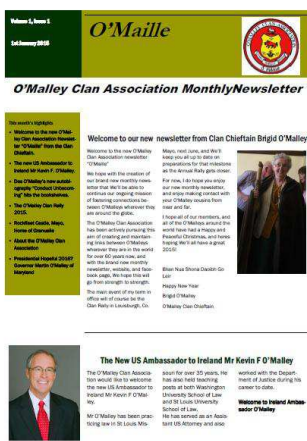 Volume 1, Issue 1
1st January 2015
O'Maille
O'Malley Clan Association MonthlyNewsletter
This month's highlights:
Welcome to the new O'Mal-
ley Clan Association Newslet-
ter "O'Maille" from the Clan
Chieftain.
The new US Ambassador to
Ireland Mr Kevin F. O'Malley.
Des O'Malley's new autobi-
ography "Conduct Unbecom-
ing" hits the bookshelves.
The O'Malley Clan Rally
2015.
Rockfleet Castle, Mayo,
Home of Granuaile
About the O'Malley Clan
Association
Presidential Hopeful 2016?
Governor Martin O'Malley of
Maryland
Welcome to our new newsletter from Clan Chieftain Brigid O'Malley
Welcome to the new O'Malley
Clan Association newsletter
"O'Maille"
We hope with the creation of
our brand new monthly news-
letter that We'll be able to
continue our ongoing mission
of fostering connections be-
tween O'Malleys wherever they
are around the globe.
The O'Malley Clan Association
has been actively pursuing this
aim of creating and maintain-
ing links between O'Malleys
wherever they are in the world
for over 60 years now, and
with the brand new monthly
newsletter, website, and face-
book page, We hope this will
go from strength to strength.
The main event of my term in
office will of course be the
Clan Rally in Louisburgh, Co.
Mayo, next June, and We'll
keep you all up to date on
preparations for that milestone
as the Annual Rally gets closer.
For now, I do hope you enjoy
our new monthly newsletter,
and enjoy making contact with
your O'Malley cousins from
near and far.
I hope all of our members, and
all of the O'Malleys around the
world have had a Happy and
Peaceful Christmas, and heres
hoping We'll all have a great
2015!
Blian Nua Shona Daoibh Go
Leir
Happy New Year
Brigid O'Malley
O'Malley Clan Chieftain
The New US Ambassador to Ireland Mr Kevin F O'Malley
The O'Malley Clan Associa-
tion would like to welcome
the new US Ambassador to
Ireland Mr Kevin F O'Mal-
ley.
Mr O'Malley has been prac-
ticing law in St Louis Mis-
souri for over 35 years, He
has also held teaching
posts at both Washington
University School of Law
and St Louis University
School of Law,
He has served as an Assis-
tant US Attorney and also
worked with the Depart-
ment of Justice during his
career to date.
Welcome to Ireland Ambas-
sador O'Malley